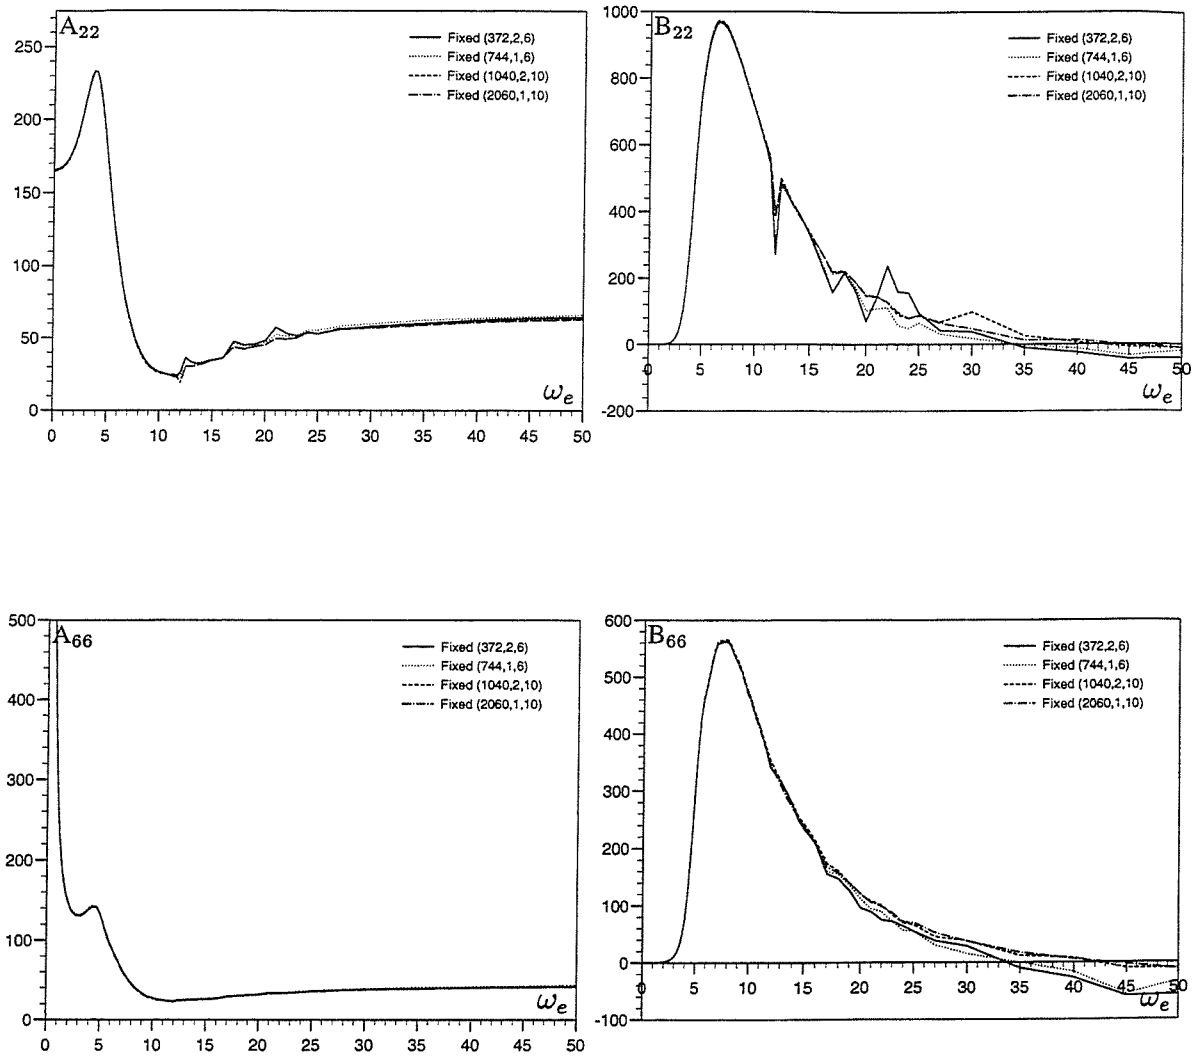 A22
Fixed (372,2,6)
Fixed (744,1,6)
Fixed (1040,2,10)
Fixed (2060,1,10)
250
200
150
100
50
0
0 5 10 15 20 25 30 35 40 45 50
ωe
B22
Fixed (372,2,6)
Fixed (744,1,6)
Fixed (1040,2,10)
Fixed (2060,1,10)
1000
800
600
400
200
0
-200
0 5 10 15 20 25 30 35 40 45 50
ωe
A66
Fixed (372,2,6)
Fixed (744,1,6)
Fixed (1040,2,10)
Fixed (2060,1,10)
500
400
300
200
100
0
0 5 10 15 20 25 30 35 40 45 50
ωe
B66
Fixed (372,2,6)
Fixed (744,1,6)
Fixed (1040,2,10)
Fixed (2060,1,10)
600
500
400
300
200
100
0
-100
0 5 10 15 20 25 30 35 40 45 50
ωe